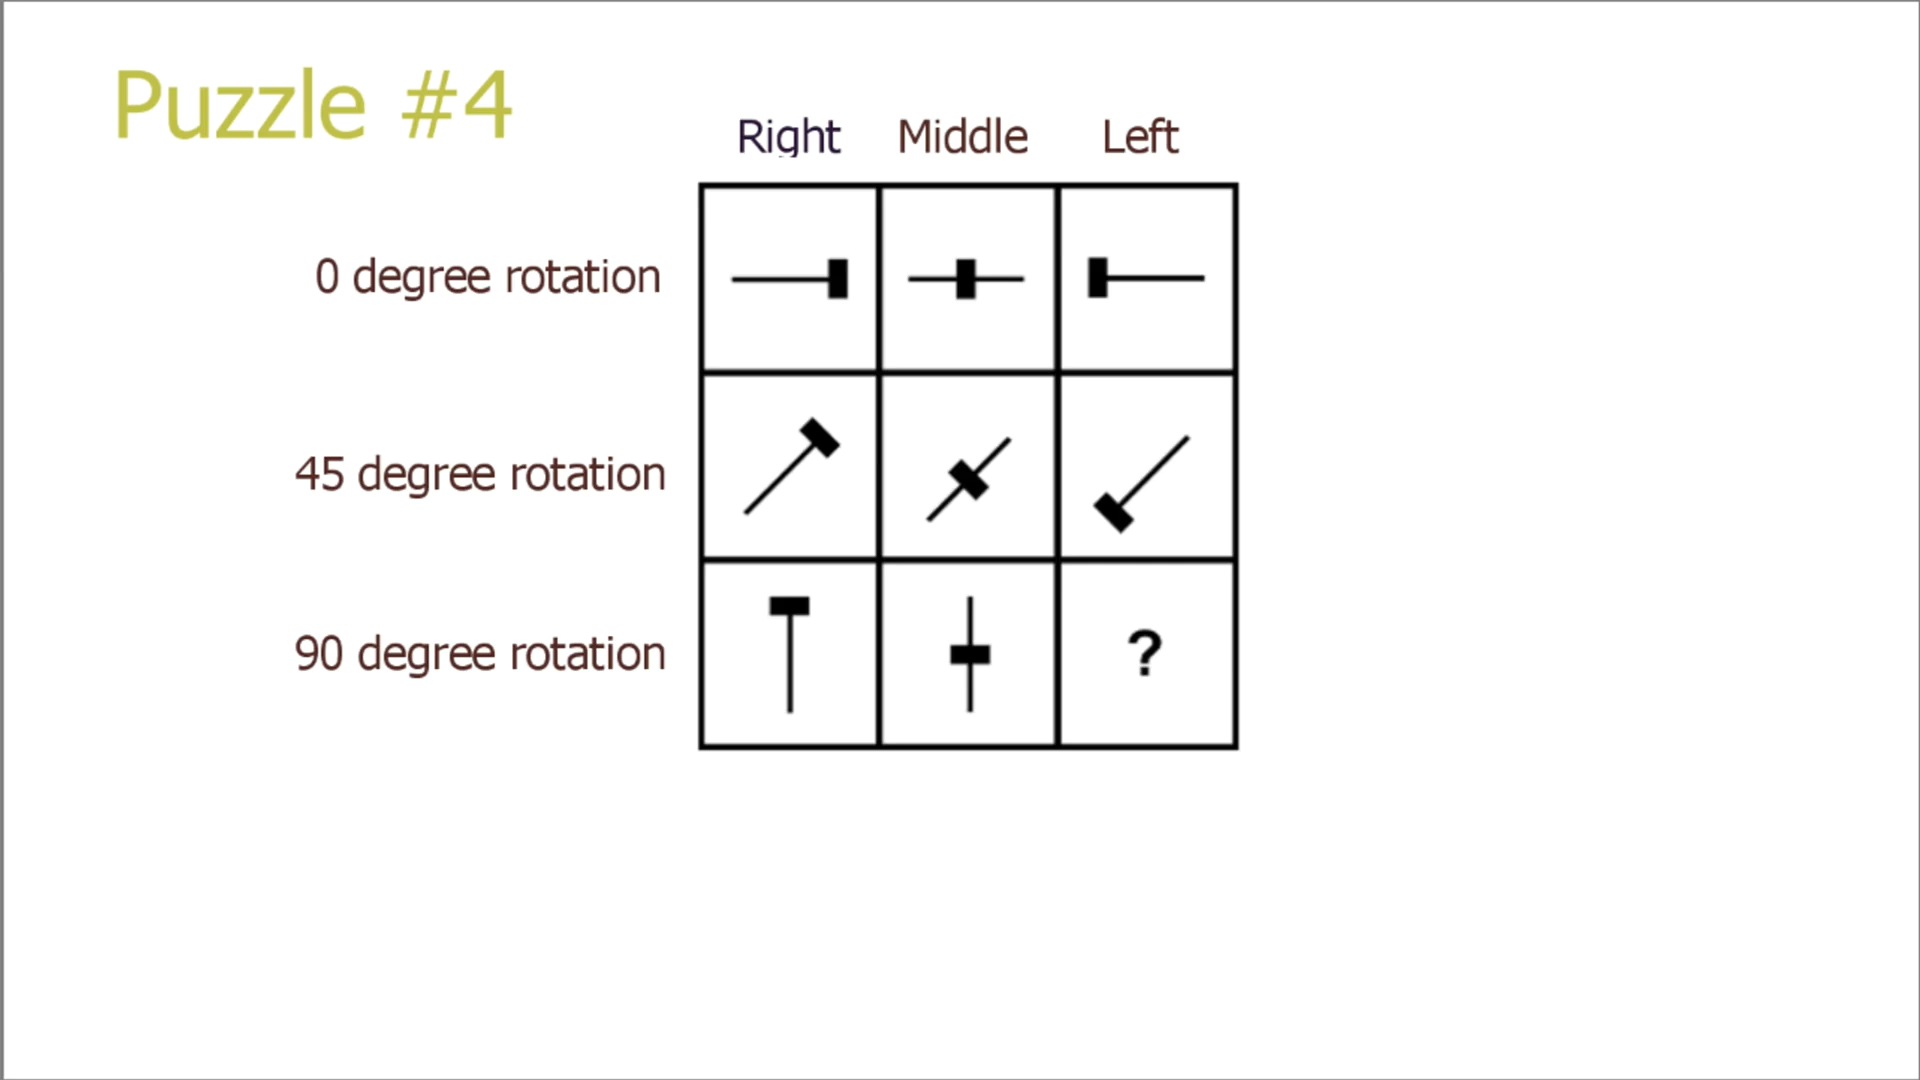 Puzzle #4
Right Middle Left
0 degree rotation
45 degree rotation
90 degree rotation
?